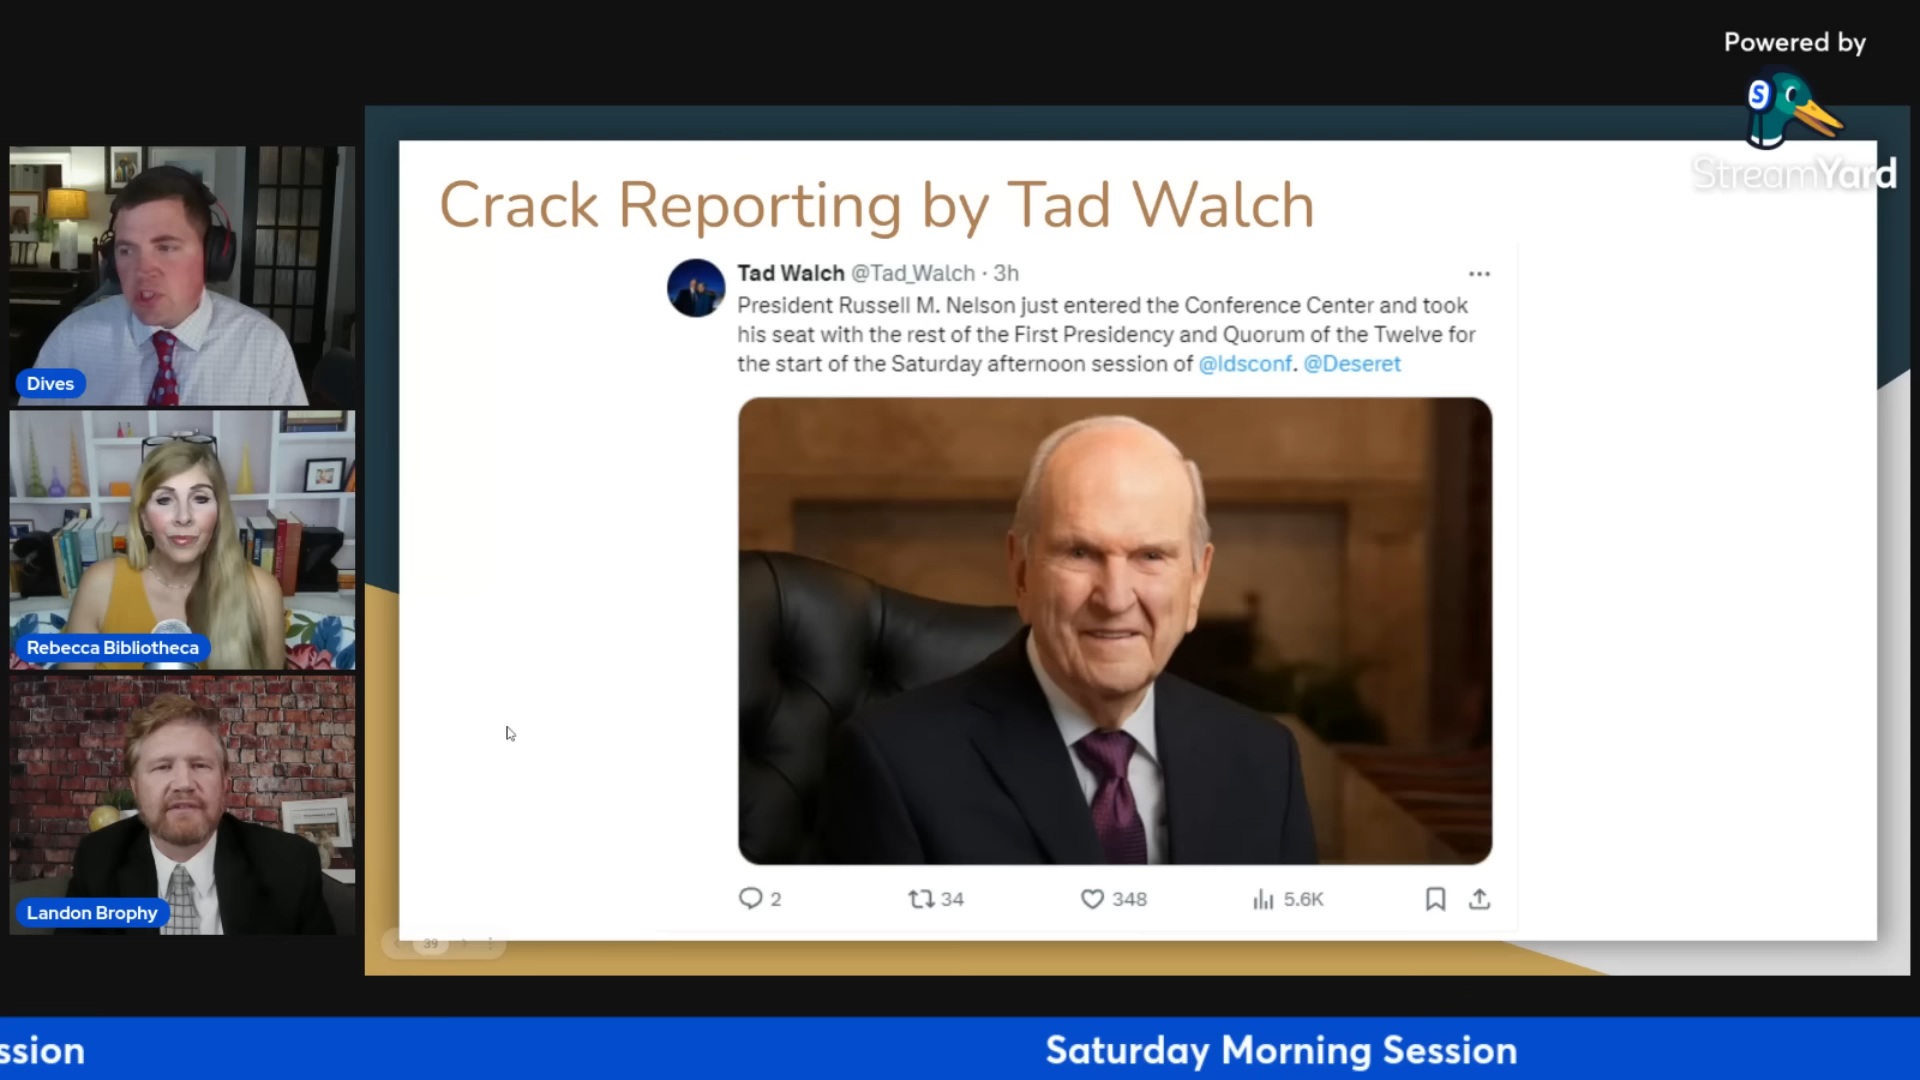 Powered by
S
StreamYard
Crack Reporting by Tad Walch
Tad Walch @Tad_Walch · 3h
President Russell M. Nelson just entered the Conference Center and took
his seat with the rest of the First Presidency and Quorum of the Twelve for
the start of the Saturday afternoon session of @ldsconf. @Deseret
2 34 348 5.6K
Dives
Rebecca Bibliotheca
Landon Brophy
39
ssion Saturday Morning Session